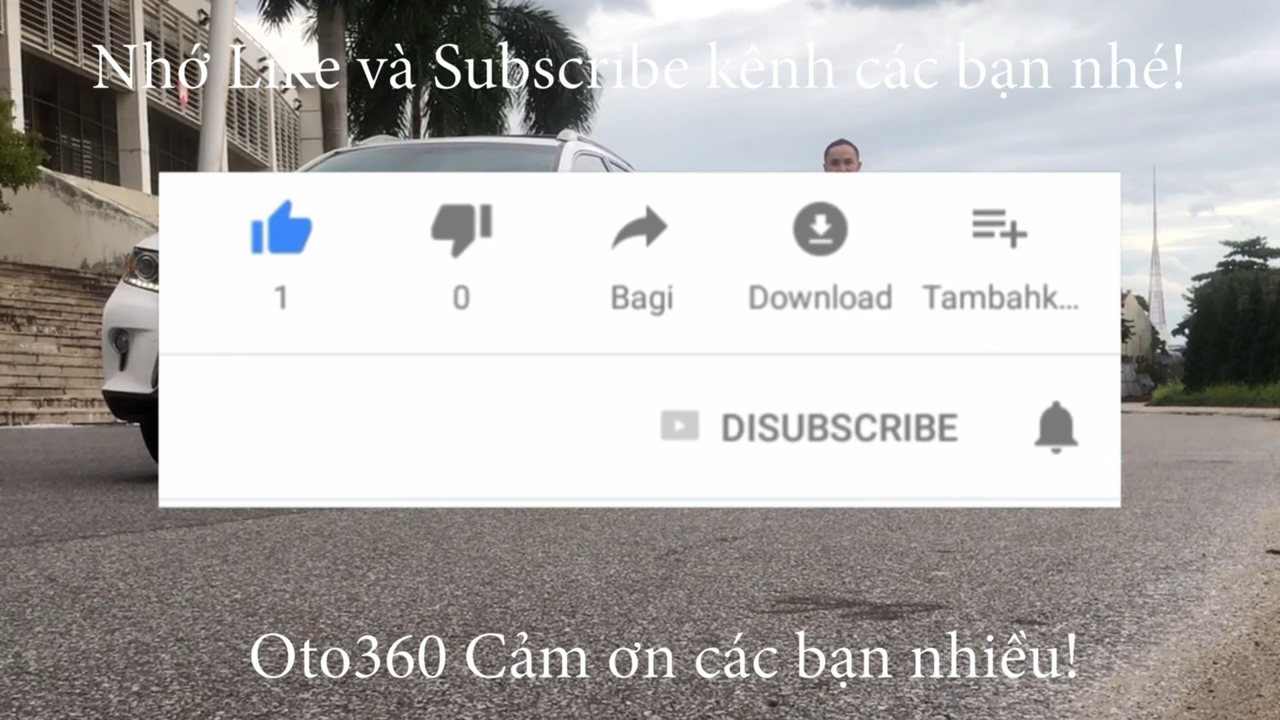 Nhớ Like và Subscribe kênh các bạn nhé!
1 0 Bagi Download Tambahk...
DISUBSCRIBE
Oto360 Cảm ơn các bạn nhiều!